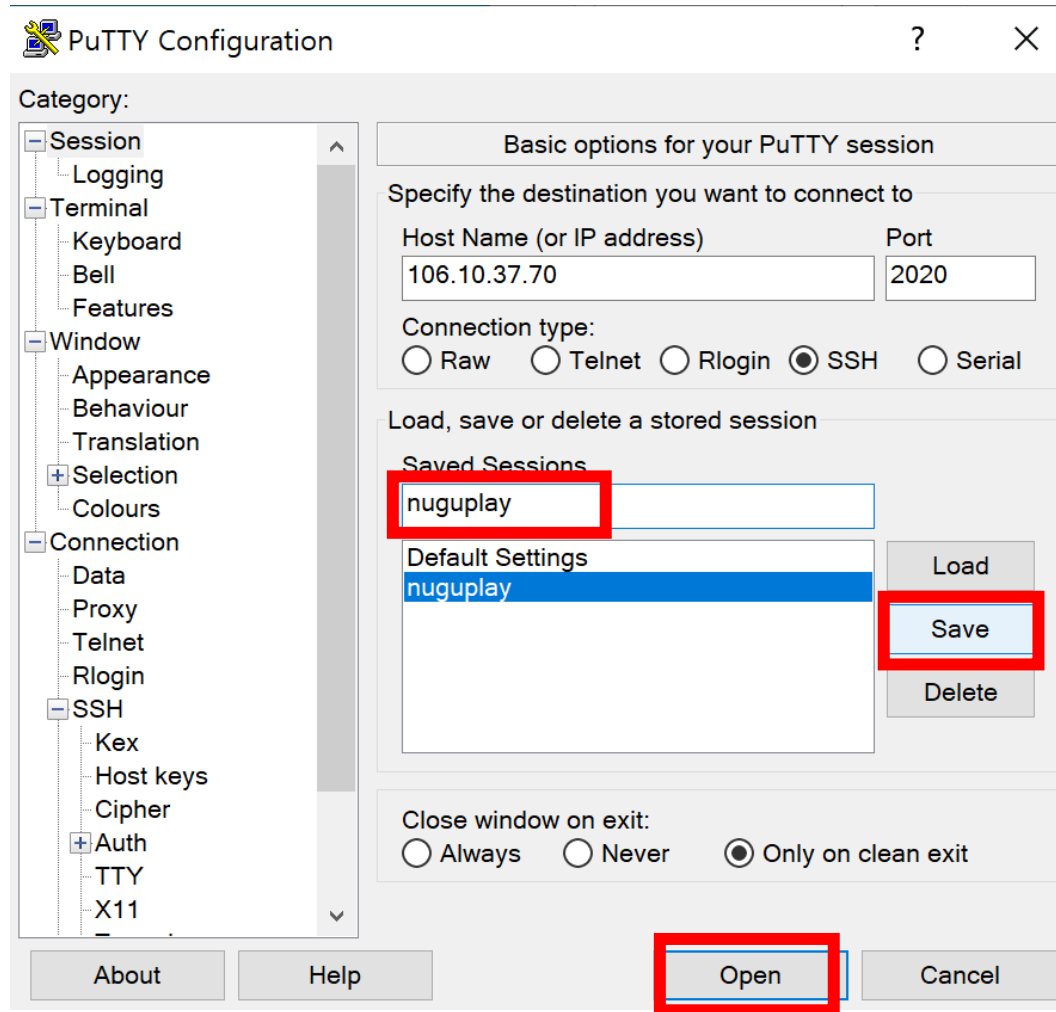 PuTTY Configuration
?
Category:
Session
Logging
Terminal
Keyboard
Bell
Features
Window
Appearance
Behaviour
Translation
Selection
Colours
Connection
Data
Proxy
Telnet
Rlogin
SSH
Kex
Host keys
Cipher
Auth
TTY
X11
Basic options for your PuTTY session
Specify the destination you want to connect to
Host Name (or IP address) Port
106.10.37.70 2020
Connection type:
Raw Telnet Rlogin SSH Serial
Load, save or delete a stored session
Saved Sessions
nuguplay
Default Settings
nuguplay
Load
Save
Delete
Close window on exit:
Always Never Only on clean exit
About Help Open Cancel